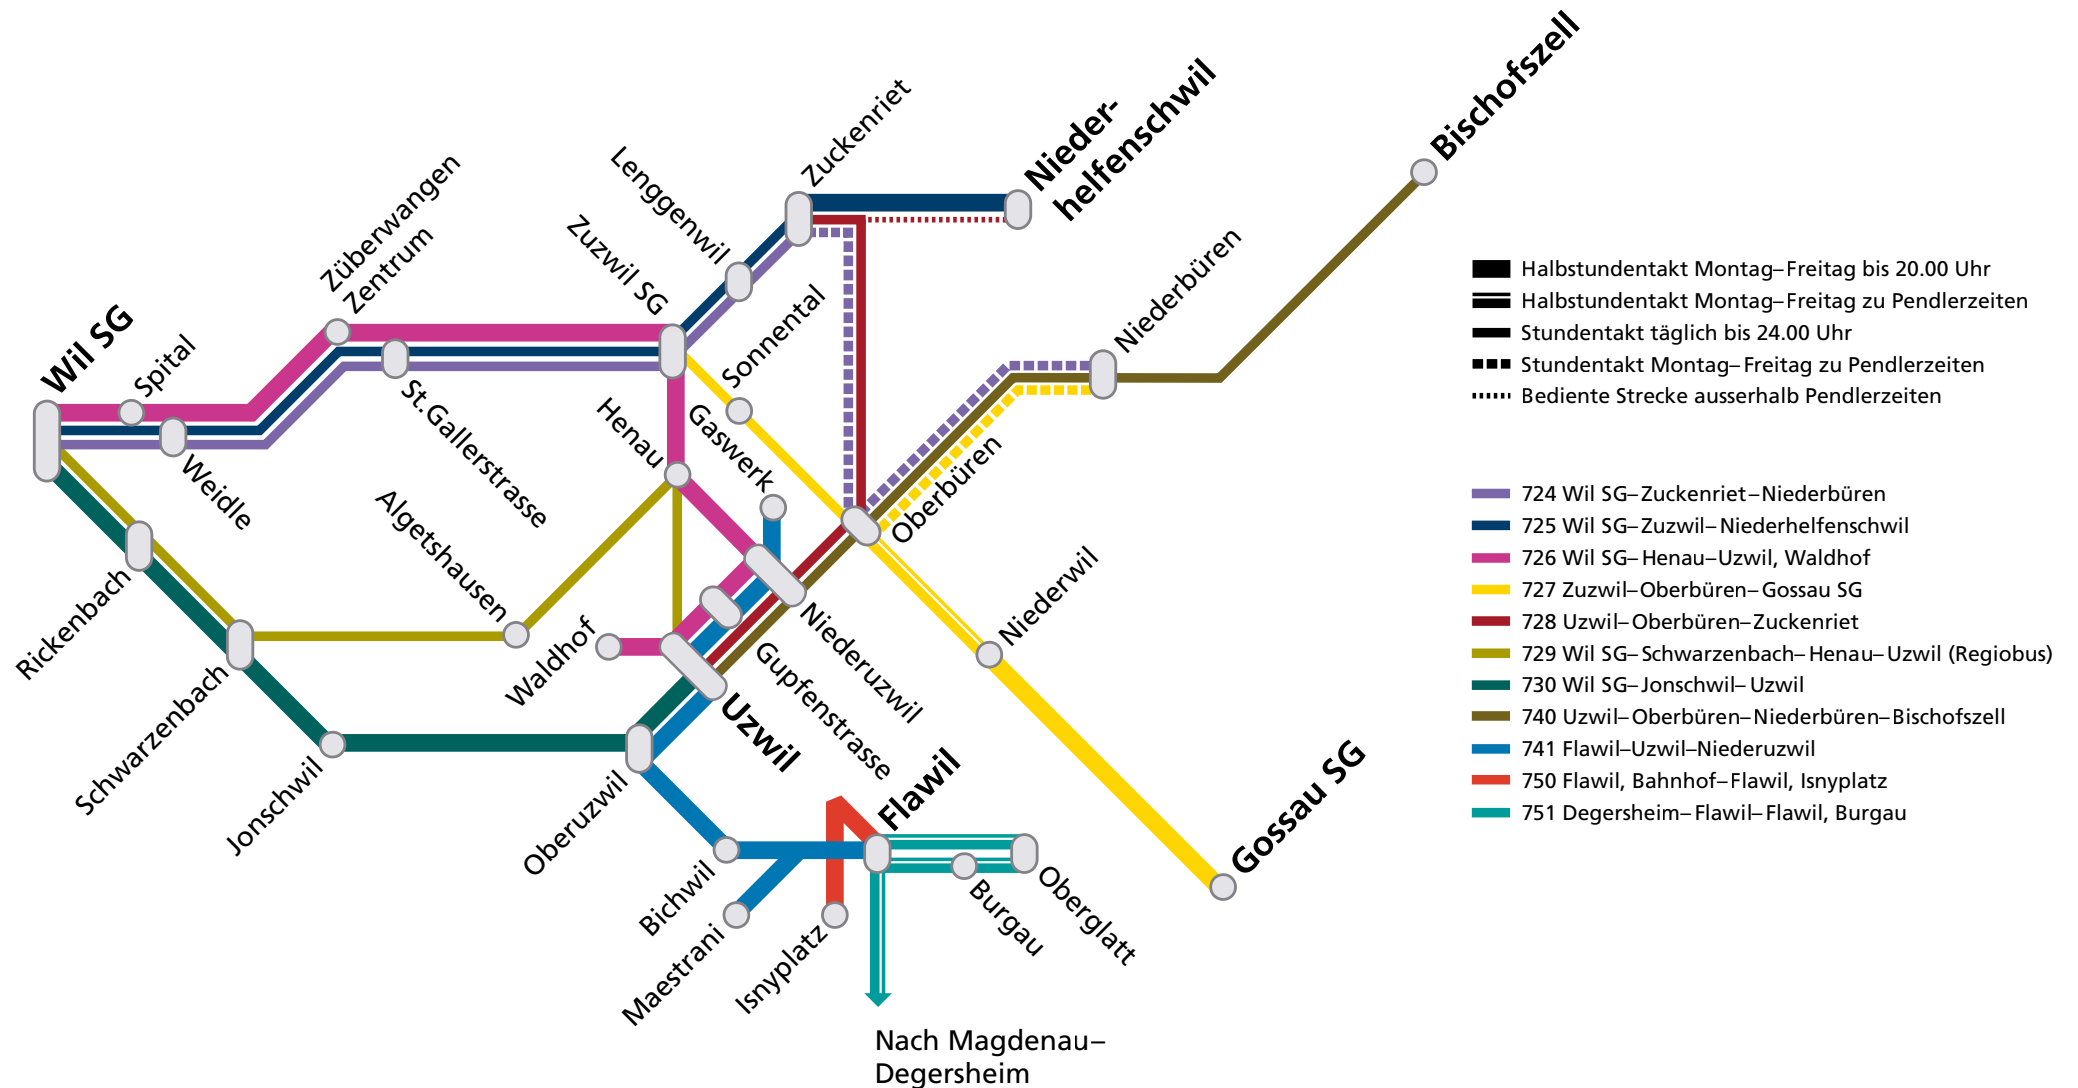 Wil SG
Spital
Weidle
Züberwangen
Zentrum
St.Gallerstrasse
Zuzwil SG
Lenggenwil
Zuckenriet
Nieder-
helfenschwil
Bischofszell
Niederbüren
Sonnental
Henau
Gaswerk
Oberbüren
Algetshausen
Rickenbach
Schwarzenbach
Jonschwil
Waldhof
Niederuzwil
Gupfenstrasse
Uzwil
Niederwil
Oberuzwil
Bichwil
Maestrani
Isnyplatz
Flawil
Burgau
Oberglatt
Gossau SG
Nach Magdenau–
Degersheim
Halbstundentakt Montag–Freitag bis 20.00 Uhr
Halbstundentakt Montag–Freitag zu Pendlerzeiten
Stundentakt täglich bis 24.00 Uhr
Stundentakt Montag–Freitag zu Pendlerzeiten
Bediente Strecke ausserhalb Pendlerzeiten
724 Wil SG–Zuckenriet–Niederbüren
725 Wil SG–Zuzwil–Niederhelfenschwil
726 Wil SG–Henau–Uzwil, Waldhof
727 Zuzwil–Oberbüren–Gossau SG
728 Uzwil–Oberbüren–Zuckenriet
729 Wil SG–Schwarzenbach–Henau–Uzwil (Regiobus)
730 Wil SG–Jonschwil–Uzwil
740 Uzwil–Oberbüren–Niederbüren–Bischofszell
741 Flawil–Uzwil–Niederuzwil
750 Flawil, Bahnhof–Flawil, Isnyplatz
751 Degersheim–Flawil–Flawil, Burgau